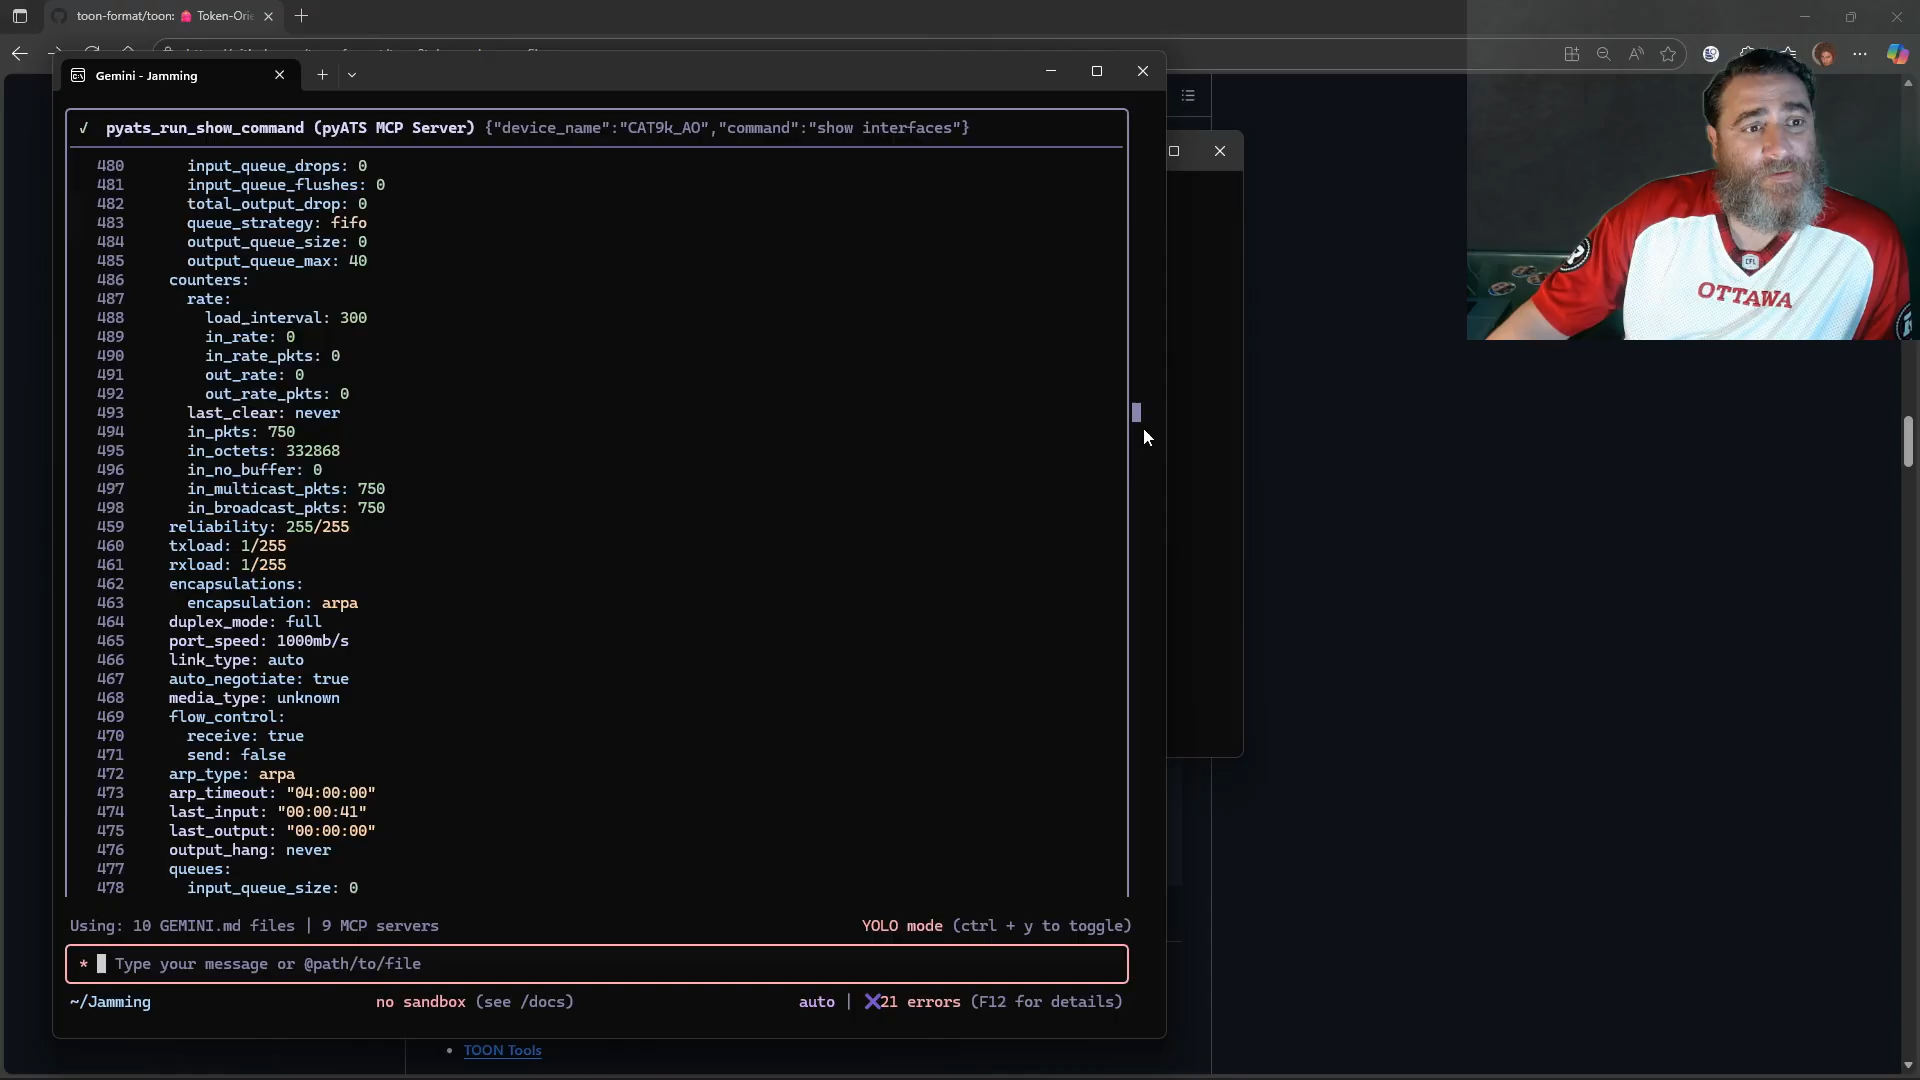 toon-format/toon: Token-Orie
Gemini - Jamming
✓ pyats_run_show_command (pyATS MCP Server) {"device_name":"CAT9k_AO","command":"show interfaces"}
480 input_queue_drops: 0
481 input_queue_flushes: 0
482 total_output_drop: 0
483 queue_strategy: fifo
484 output_queue_size: 0
485 output_queue_max: 40
486 counters:
487 rate:
488 load_interval: 300
489 in_rate: 0
490 in_rate_pkts: 0
491 out_rate: 0
492 out_rate_pkts: 0
493 last_clear: never
494 in_pkts: 750
495 in_octets: 332868
496 in_no_buffer: 0
497 in_multicast_pkts: 750
498 in_broadcast_pkts: 750
459 reliability: 255/255
460 txload: 1/255
461 rxload: 1/255
462 encapsulations:
463 encapsulation: arpa
464 duplex_mode: full
465 port_speed: 1000mb/s
466 link_type: auto
467 auto_negotiate: true
468 media_type: unknown
469 flow_control:
470 receive: true
471 send: false
472 arp_type: arpa
473 arp_timeout: "04:00:00"
474 last_input: "00:00:41"
475 last_output: "00:00:00"
476 output_hang: never
477 queues:
478 input_queue_size: 0
Using: 10 GEMINI.md files | 9 MCP servers YOLO mode (ctrl + y to toggle)
* Type your message or @path/to/file
~/Jamming no sandbox (see /docs) auto | ✖21 errors (F12 for details)
TOON Tools
CFL
OTTAWA